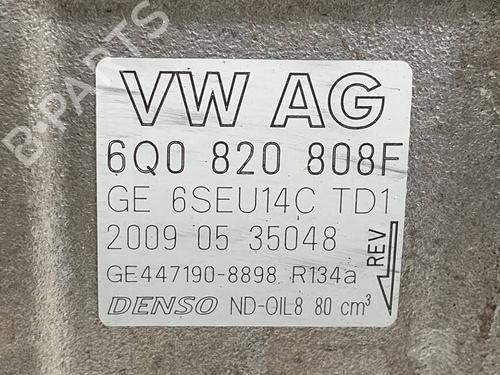 B-PARTS
VW AG
6Q0 820 808F
GE 6SEU14C TD1
2009 05 35048
REV
GE447190-8898 R134a
DENSO ND-OIL8 80 cm³